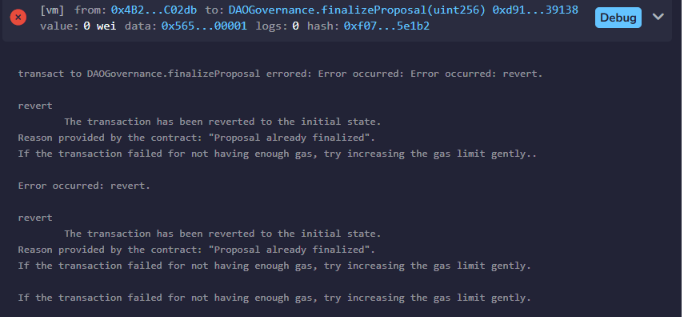 [vm] from: 0x4B2...C02db to: DAOGovernance.finalizeProposal(uint256) 0xd91...39138
value: 0 wei data: 0x565...00001 logs: 0 hash: 0xf07...5e1b2
Debug
transact to DAOGovernance.finalizeProposal errored: Error occurred: Error occurred: revert.
revert
The transaction has been reverted to the initial state.
Reason provided by the contract: "Proposal already finalized".
If the transaction failed for not having enough gas, try increasing the gas limit gently..
Error occurred: revert.
revert
The transaction has been reverted to the initial state.
Reason provided by the contract: "Proposal already finalized".
If the transaction failed for not having enough gas, try increasing the gas limit gently.
If the transaction failed for not having enough gas, try increasing the gas limit gently.